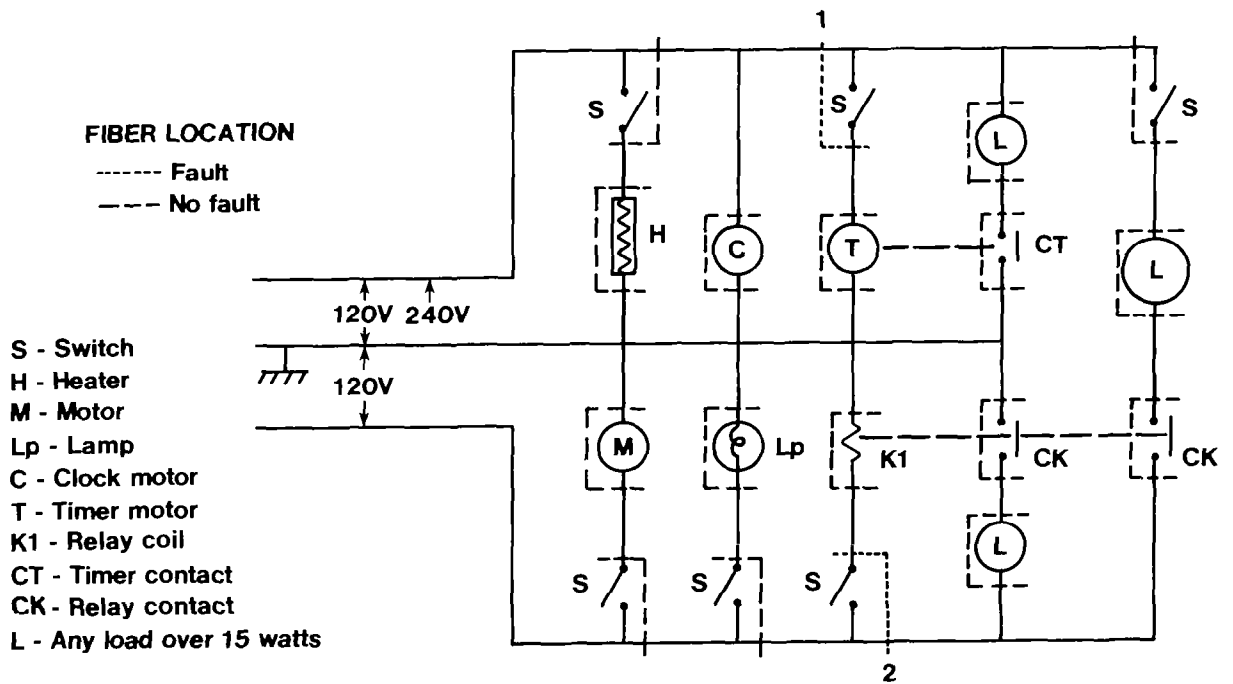 1
FIBER LOCATION
------- Fault
— — — No fault
S
S
L
S
H
C
T
CT
L
120V 240V
120V
S - Switch
H - Heater
M - Motor
Lp - Lamp
C - Clock motor
T - Timer motor
K1 - Relay coil
CT - Timer contact
CK - Relay contact
L - Any load over 15 watts
M
Lp
K1
CK
CK
L
S
S
S
2